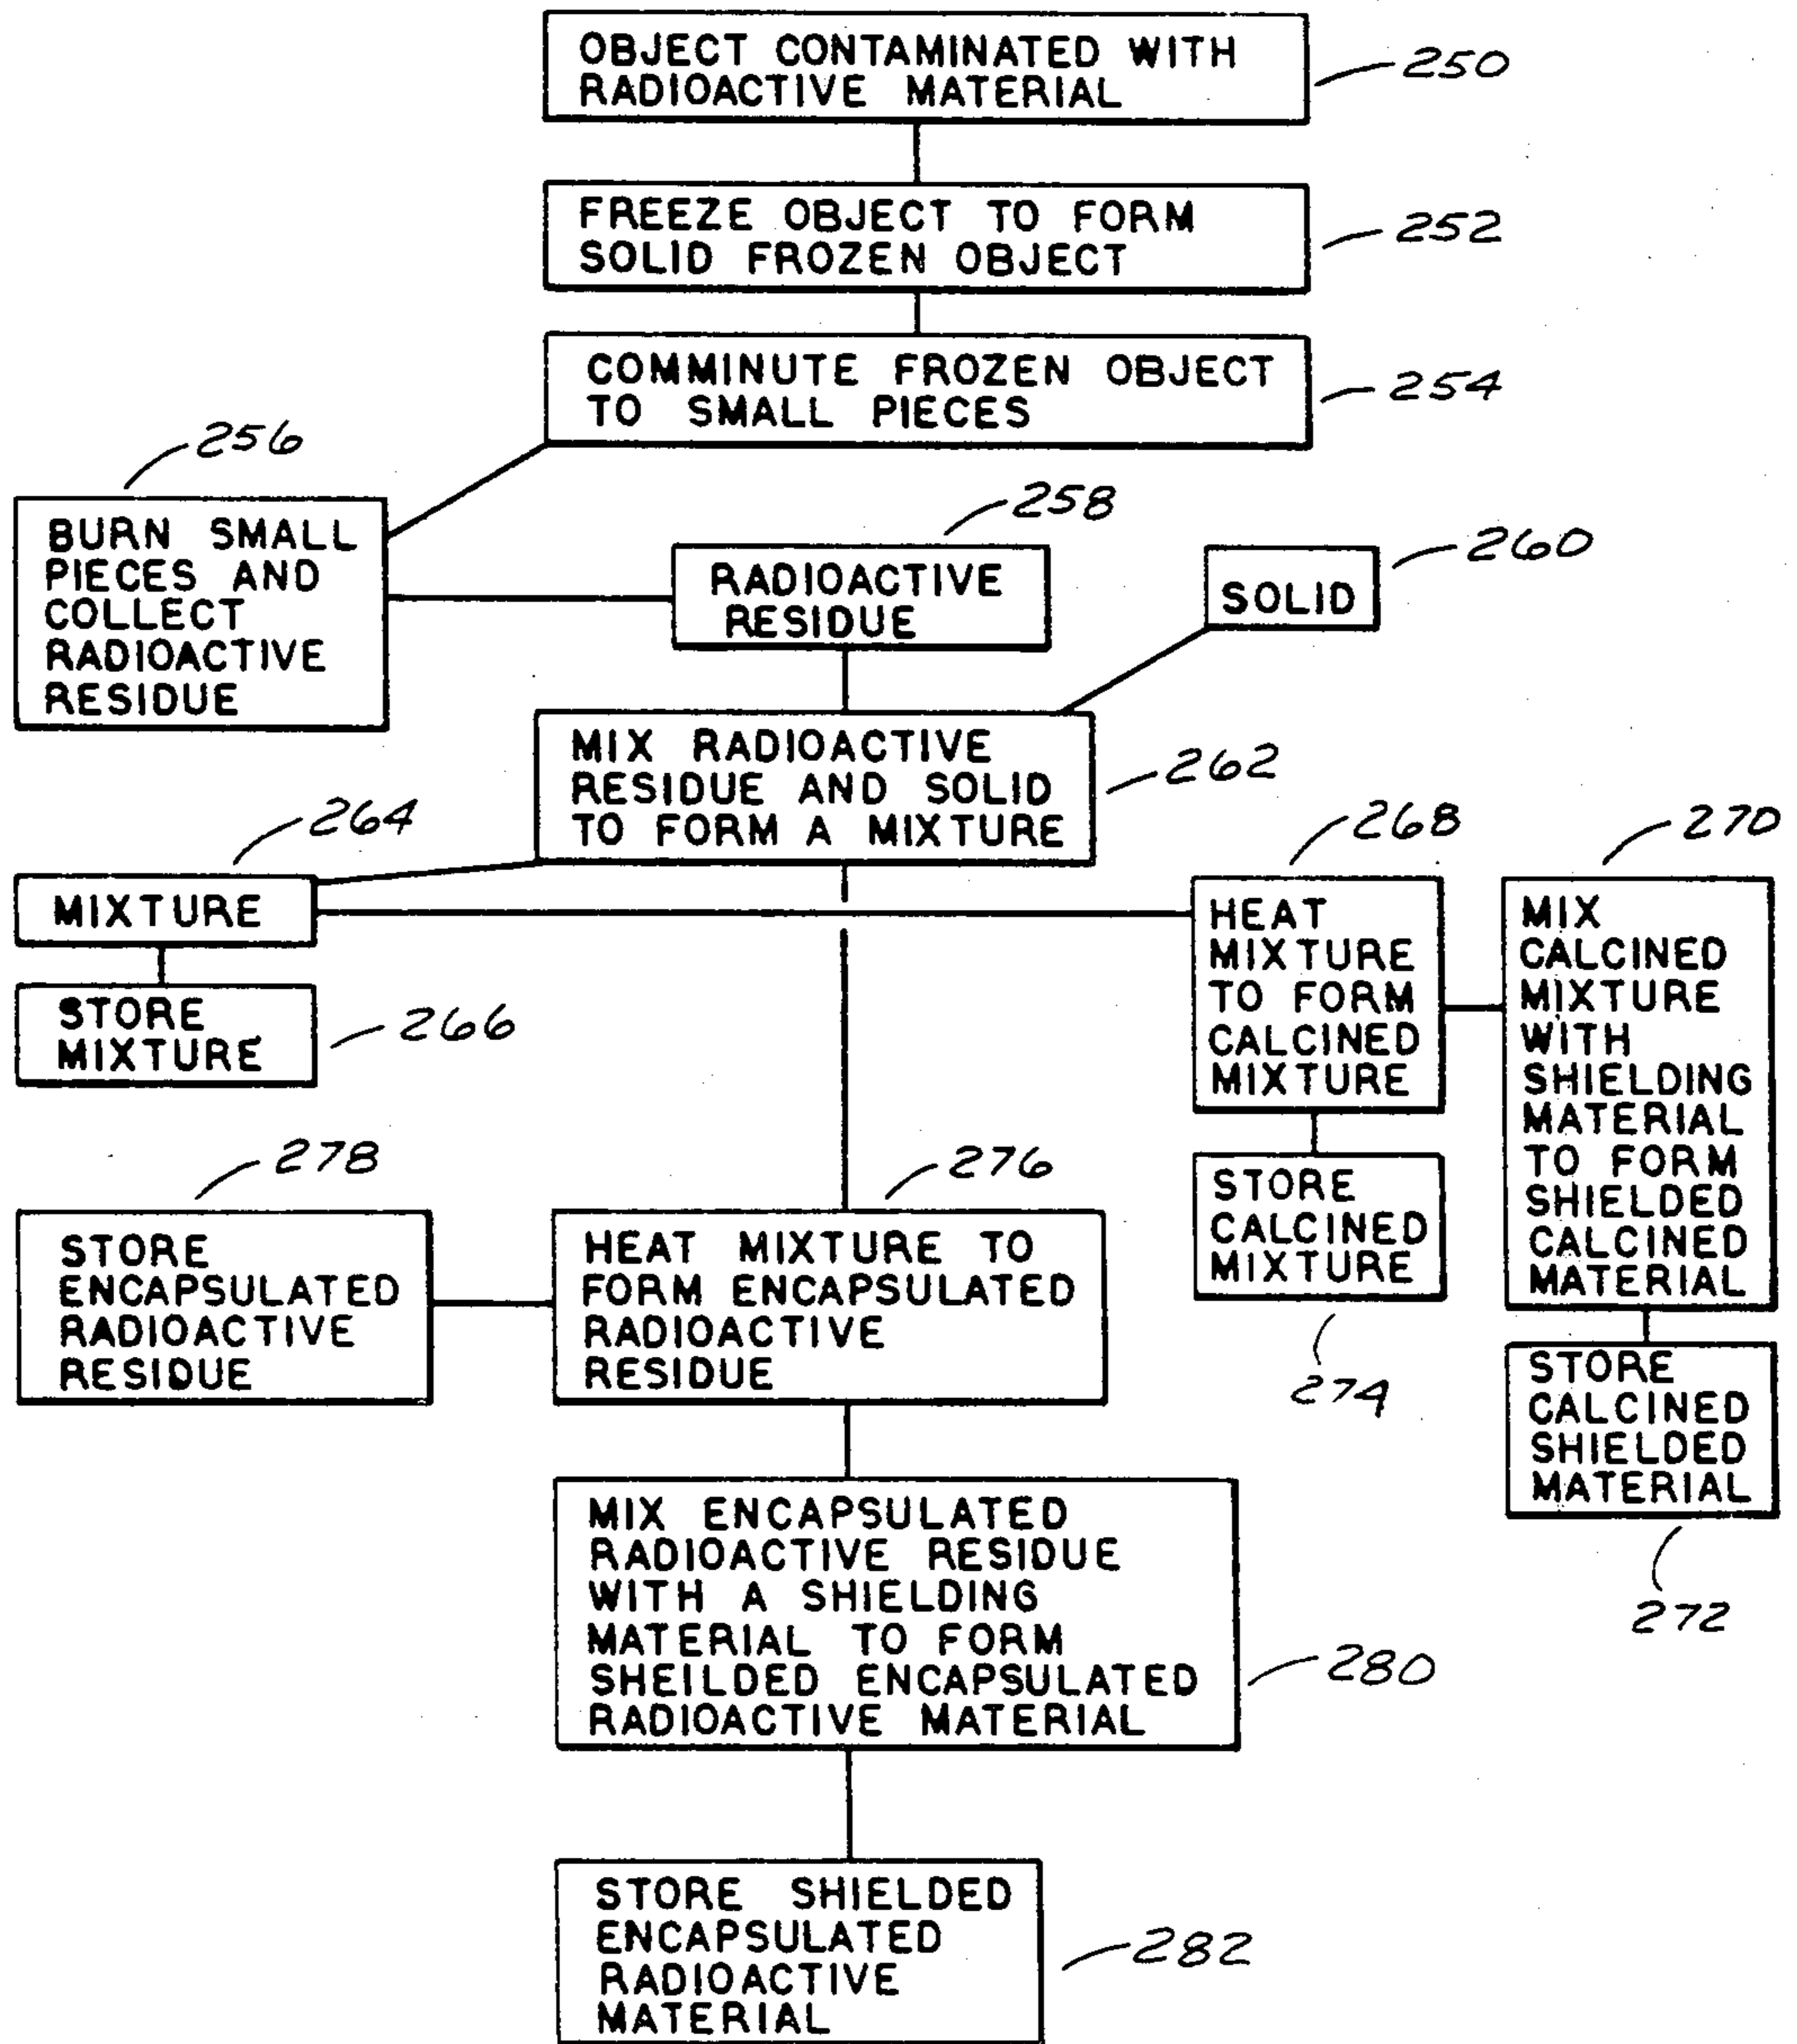 OBJECT CONTAMINATED WITH
RADIOACTIVE MATERIAL
250
FREEZE OBJECT TO FORM
SOLID FROZEN OBJECT
252
COMMINUTE FROZEN OBJECT
TO SMALL PIECES
254
256
BURN SMALL
PIECES AND
COLLECT
RADIOACTIVE
RESIDUE
258
RADIOACTIVE
RESIDUE
260
SOLID
MIX RADIOACTIVE
RESIDUE AND SOLID
TO FORM A MIXTURE
262
264
MIXTURE
STORE
MIXTURE
266
268
HEAT
MIXTURE
TO FORM
CALCINED
MIXTURE
270
MIX
CALCINED
MIXTURE
WITH
SHIELDING
MATERIAL
TO FORM
SHIELDED
CALCINED
MATERIAL
STORE
CALCINED
MIXTURE
274
STORE
CALCINED
SHIELDED
MATERIAL
272
278
STORE
ENCAPSULATED
RADIOACTIVE
RESIDUE
276
HEAT MIXTURE TO
FORM ENCAPSULATED
RADIOACTIVE
RESIDUE
MIX ENCAPSULATED
RADIOACTIVE RESIDUE
WITH A SHIELDING
MATERIAL TO FORM
SHEILDED ENCAPSULATED
RADIOACTIVE MATERIAL
280
STORE SHIELDED
ENCAPSULATED
RADIOACTIVE
MATERIAL
282